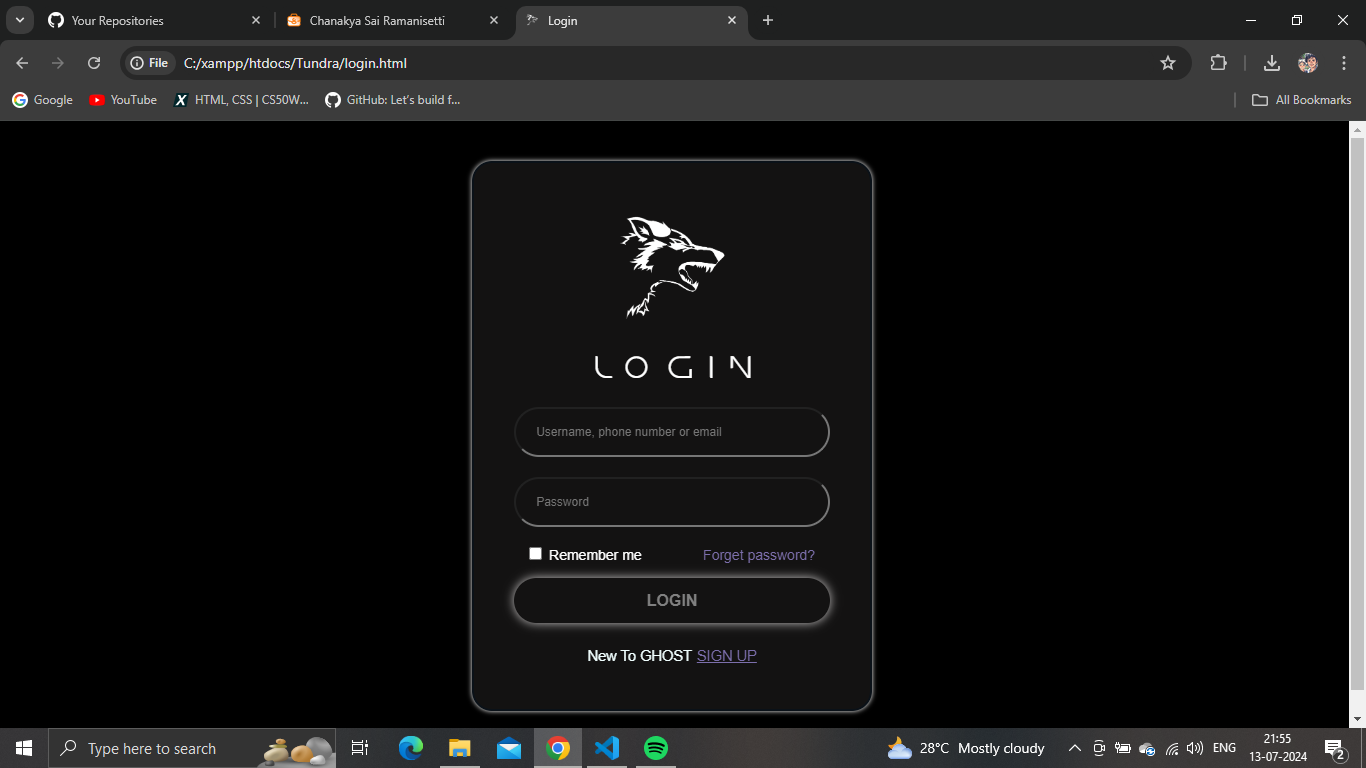 Your Repositories
Chanakya Sai Ramanisetti
Login
File C:/xampp/htdocs/Tundra/login.html
Google YouTube HTML, CSS | CS50W... GitHub: Let's build f... All Bookmarks
LOGIN
Username, phone number or email
Password
Remember me Forget password?
LOGIN
New To GHOST SIGN UP
Type here to search
28°C Mostly cloudy
ENG
21:55
13-07-2024
2